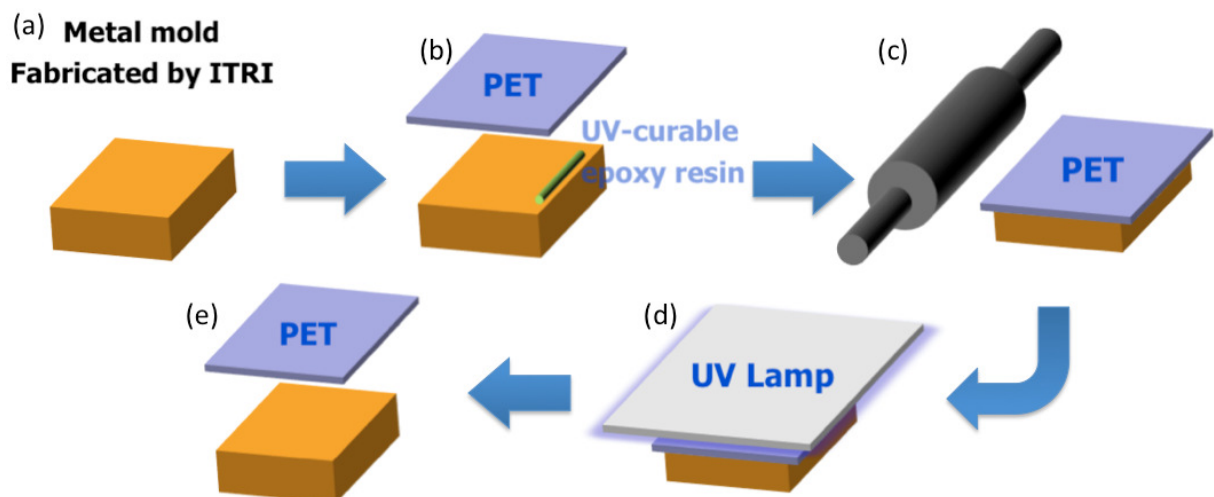 (a)
Metal mold
Fabricated by ITRI
(b)
PET
UV-curable
epoxy resin
(c)
PET
(d)
UV Lamp
(e)
PET